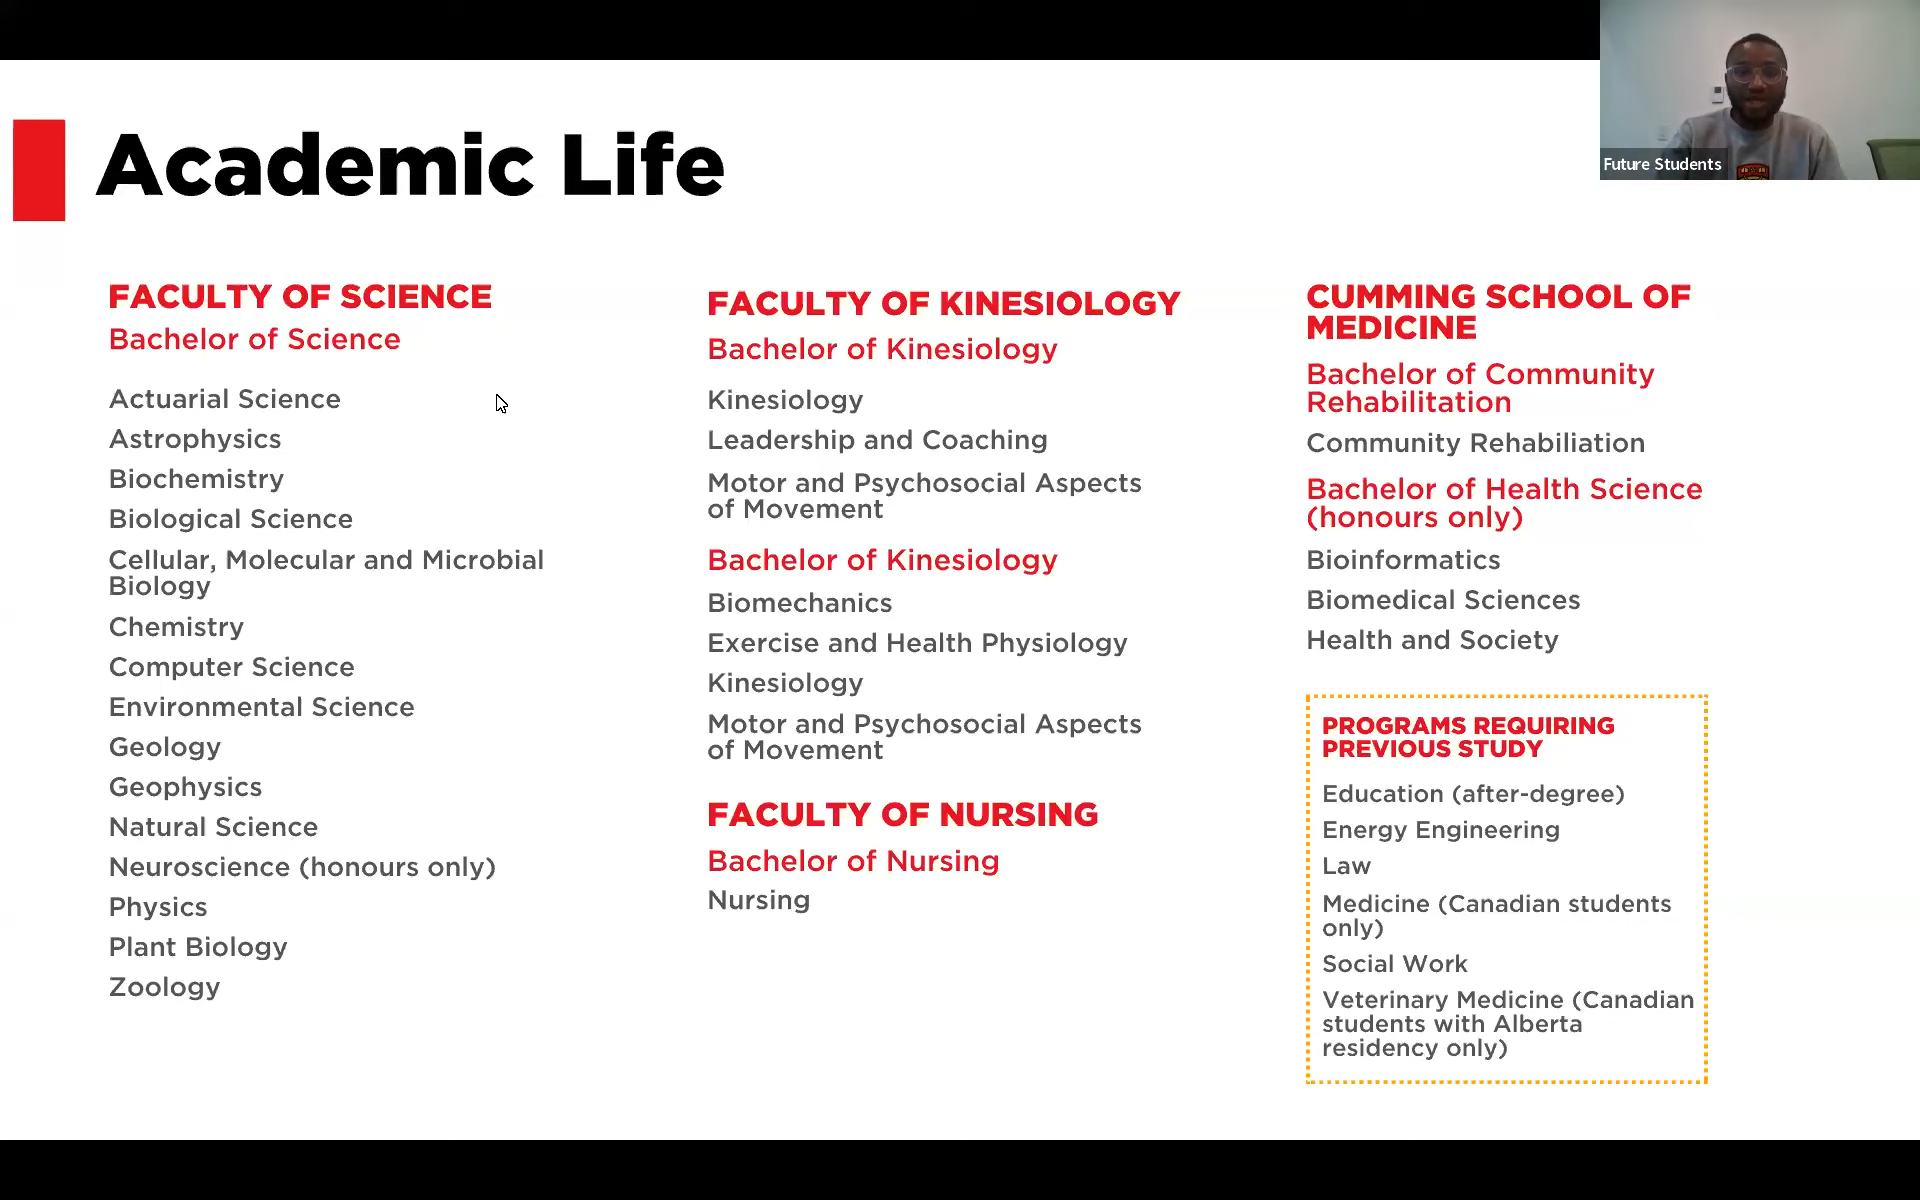 Academic Life
Future Students
FACULTY OF SCIENCE
Bachelor of Science
Actuarial Science
Astrophysics
Biochemistry
Biological Science
Cellular, Molecular and Microbial
Biology
Chemistry
Computer Science
Environmental Science
Geology
Geophysics
Natural Science
Neuroscience (honours only)
Physics
Plant Biology
Zoology
FACULTY OF KINESIOLOGY
Bachelor of Kinesiology
Kinesiology
Leadership and Coaching
Motor and Psychosocial Aspects
of Movement
Bachelor of Kinesiology
Biomechanics
Exercise and Health Physiology
Kinesiology
Motor and Psychosocial Aspects
of Movement
FACULTY OF NURSING
Bachelor of Nursing
Nursing
CUMMING SCHOOL OF
MEDICINE
Bachelor of Community
Rehabilitation
Community Rehabiliation
Bachelor of Health Science
(honours only)
Bioinformatics
Biomedical Sciences
Health and Society
PROGRAMS REQUIRING
PREVIOUS STUDY
Education (after-degree)
Energy Engineering
Law
Medicine (Canadian students
only)
Social Work
Veterinary Medicine (Canadian
students with Alberta
residency only)